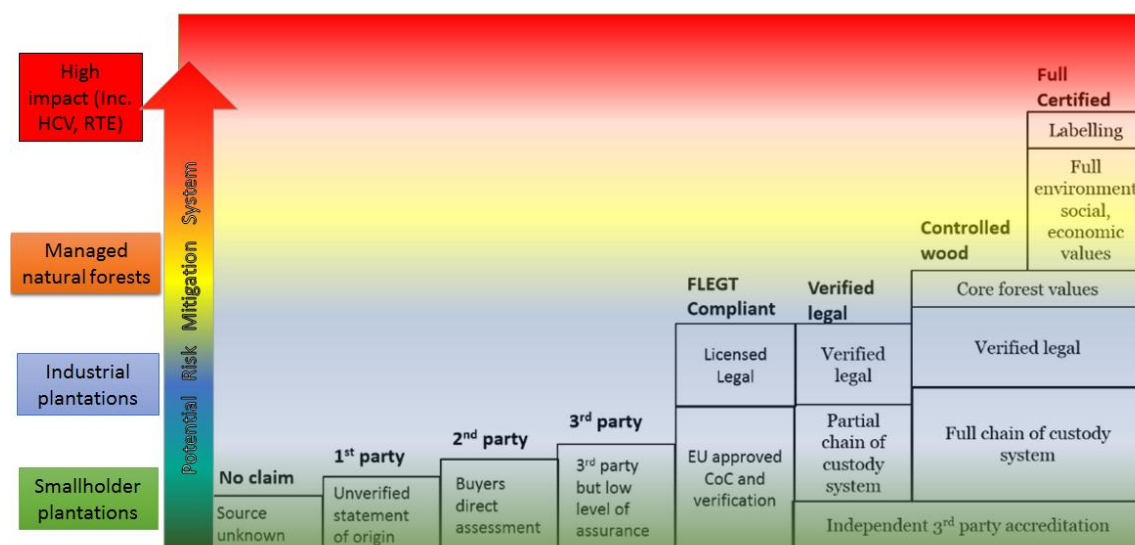 High
impact (Inc.
HCV, RTE)
Managed
natural forests
Industrial
plantations
Smallholder
plantations
Potential Risk Mitigation System
No claim
Source
unknown
1st party
Unverified
statement
of origin
2nd party
Buyers
direct
assessment
3rd party
3rd party
but low
level of
assurance
FLEGT
Compliant
Licensed
Legal
EU approved
CoC and
verification
Verified
legal
Verified
legal
Partial
chain of
custody
system
Controlled
wood
Core forest values
Verified legal
Full chain of custody
system
Full
Certified
Labelling
Full
environment,
social,
economic
values
Independent 3rd party accreditation